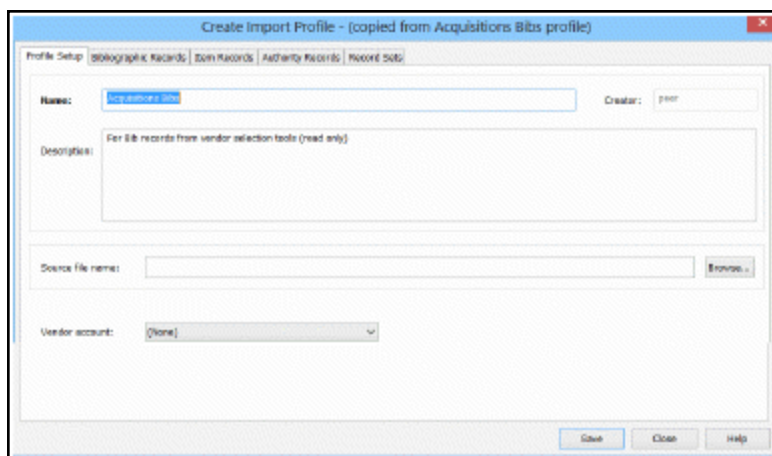 Create Import Profile - (copied from Acquisitions Bibs profile)
Profile Setup Bibliographic Records Item Records Authority Records Record Sets
Name: Acquisitions Bibs Creator: peer
Description: For Bib records from vendor selection tools (read only)
Source file name: Browse...
Vendor account: (None)
Save Close Help